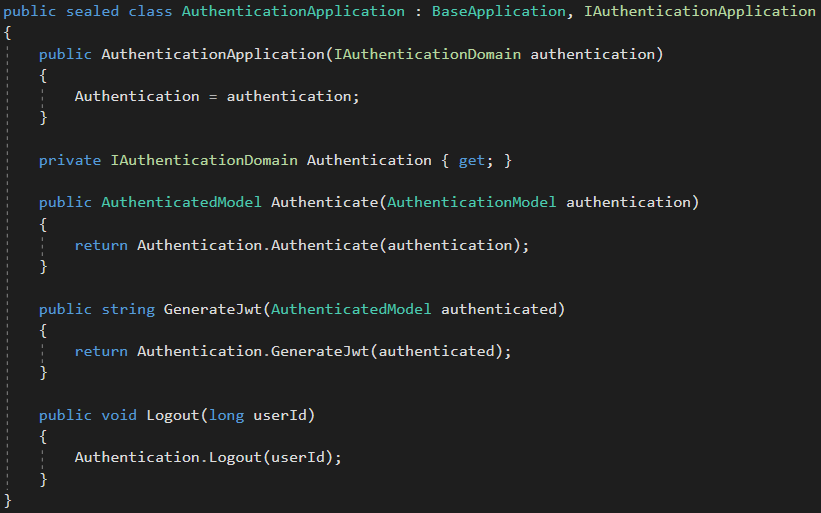 public sealed class AuthenticationApplication : BaseApplication, IAuthenticationApplication
{
    public AuthenticationApplication(IAuthenticationDomain authentication)
    {
        Authentication = authentication;
    }

    private IAuthenticationDomain Authentication { get; }

    public AuthenticatedModel Authenticate(AuthenticationModel authentication)
    {
        return Authentication.Authenticate(authentication);
    }

    public string GenerateJwt(AuthenticatedModel authenticated)
    {
        return Authentication.GenerateJwt(authenticated);
    }

    public void Logout(long userId)
    {
        Authentication.Logout(userId);
    }
}